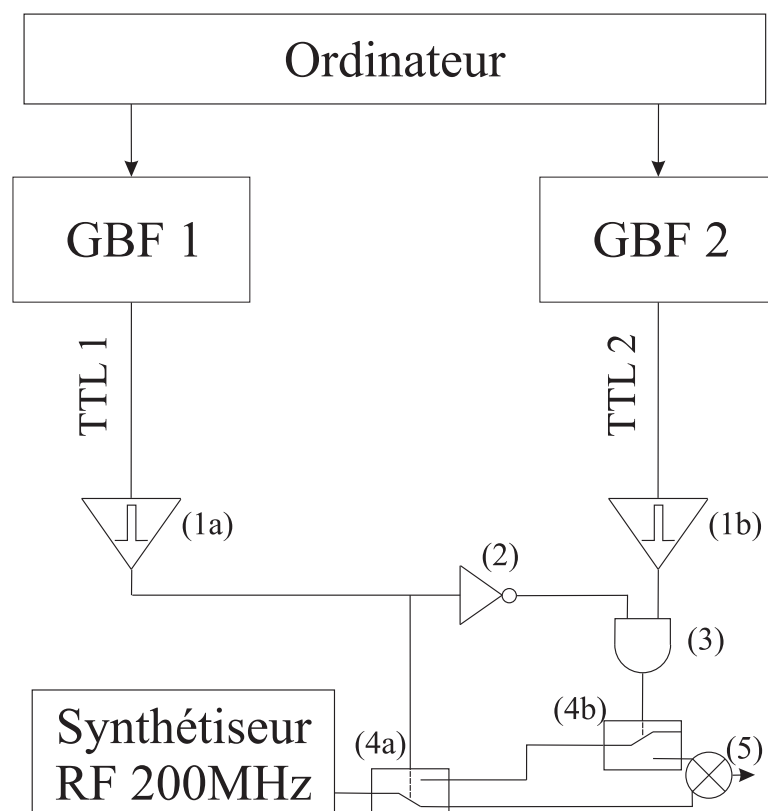 Ordinateur
GBF 1
GBF 2
TTL 1
TTL 2
(1a)
(1b)
(2)
(3)
(4b)
(4a)
(5)
Synthétiseur
RF 200MHz